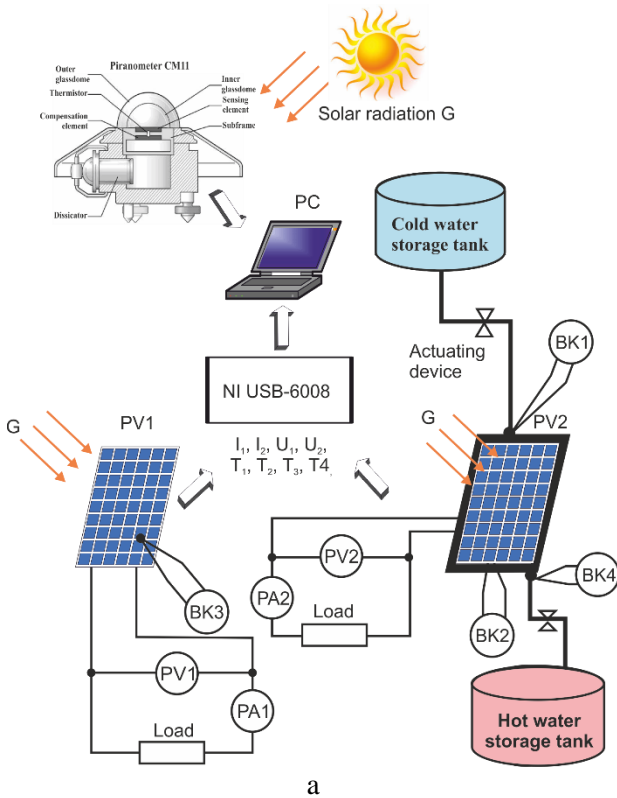 Piranometer CM11
Outer
glassdome
Thermistor
Compensation
element
Dissicator
Inner
glassdome
Sensing
element
Subframe
Solar radiation G
PC
Cold water
storage tank
Actuating
device
BK1
NI USB-6008
PV1
G
I₁, I₂, U₁, U₂,
T₁, T₂, T₃, T4,
G
PV2
BK3
PV2
PA2
Load
BK2
BK4
PV1
PA1
Load
Hot water
storage tank
a